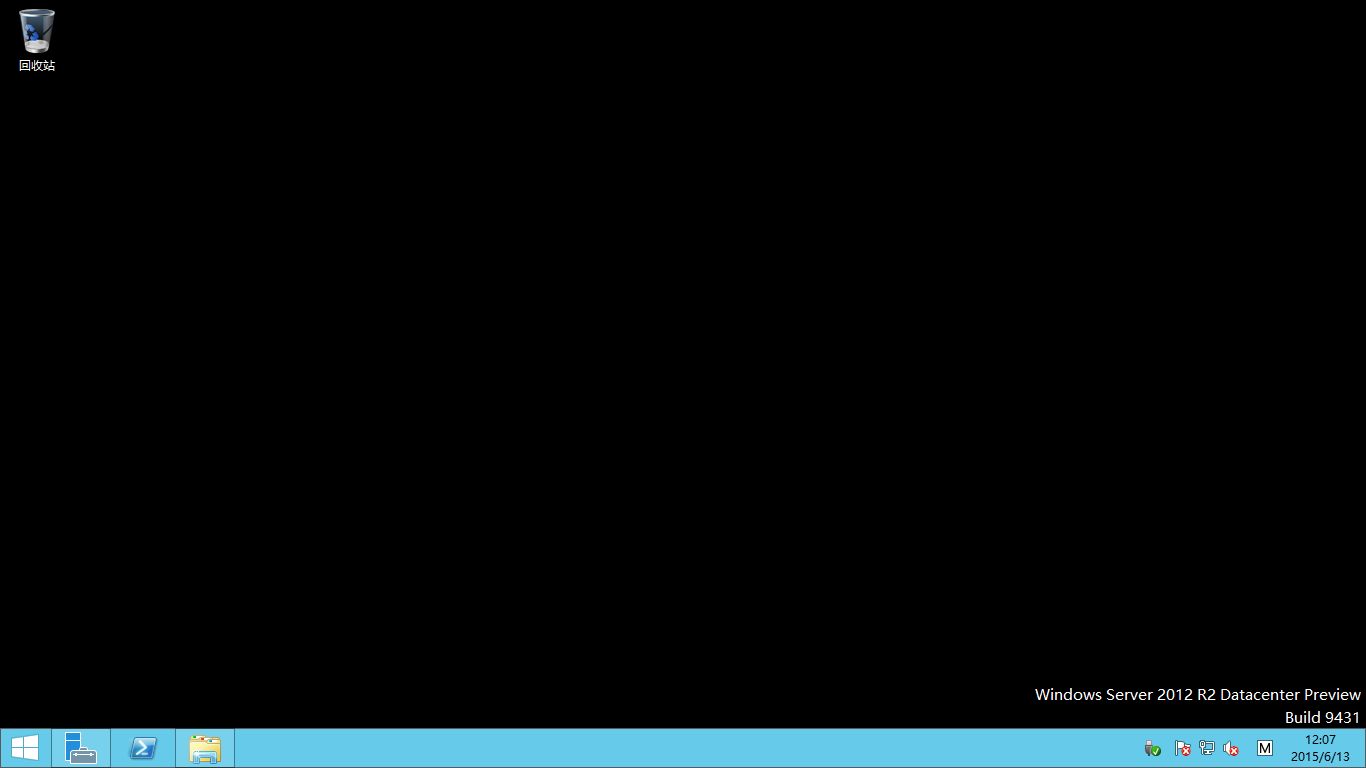 回收站
Windows Server 2012 R2 Datacenter Preview
Build 9431
M
12:07
2015/6/13